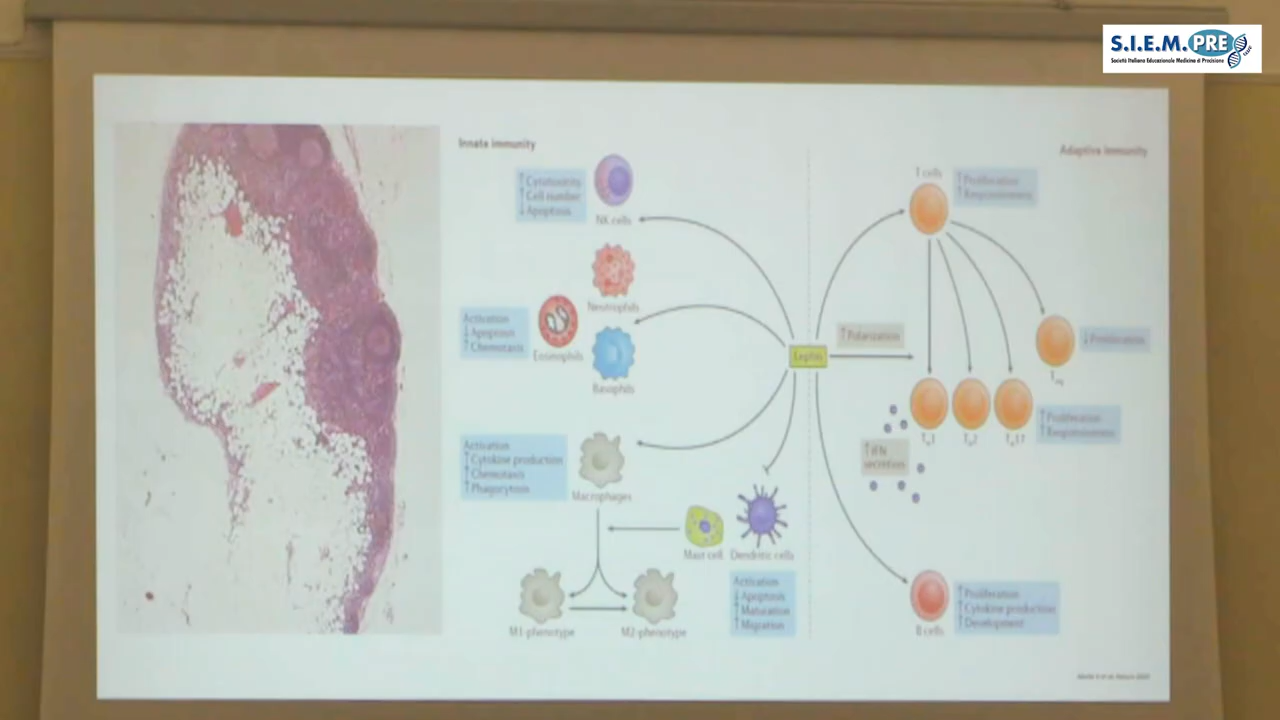 S.I.E.M.PRE
Società Italiana Educazionale Medicina di Precisione
Innate immunity
Adaptive immunity
↑ Cytotoxicity
↑ Cell number
↓ Apoptosis
NK cells
Neutrophils
Activation
↓ Apoptosis
↑ Chemotaxis
Eosinophils
Basophils
Activation
↑ Cytokine production
↑ Chemotaxis
↑ Phagocytosis
Macrophages
Mast cell
Dendritic cells
M1-phenotype
M2-phenotype
Activation
↓ Apoptosis
↑ Maturation
↑ Migration
Leptin
T cells
↑ Proliferation
↑ Responsiveness
↑ Polarization
↓ Proliferation
Treg
TH1
TH2
TH17
↑ Proliferation
↑ Responsiveness
↑ IFN
secretion
B cells
↑ Proliferation
↑ Cytokine production
↑ Development